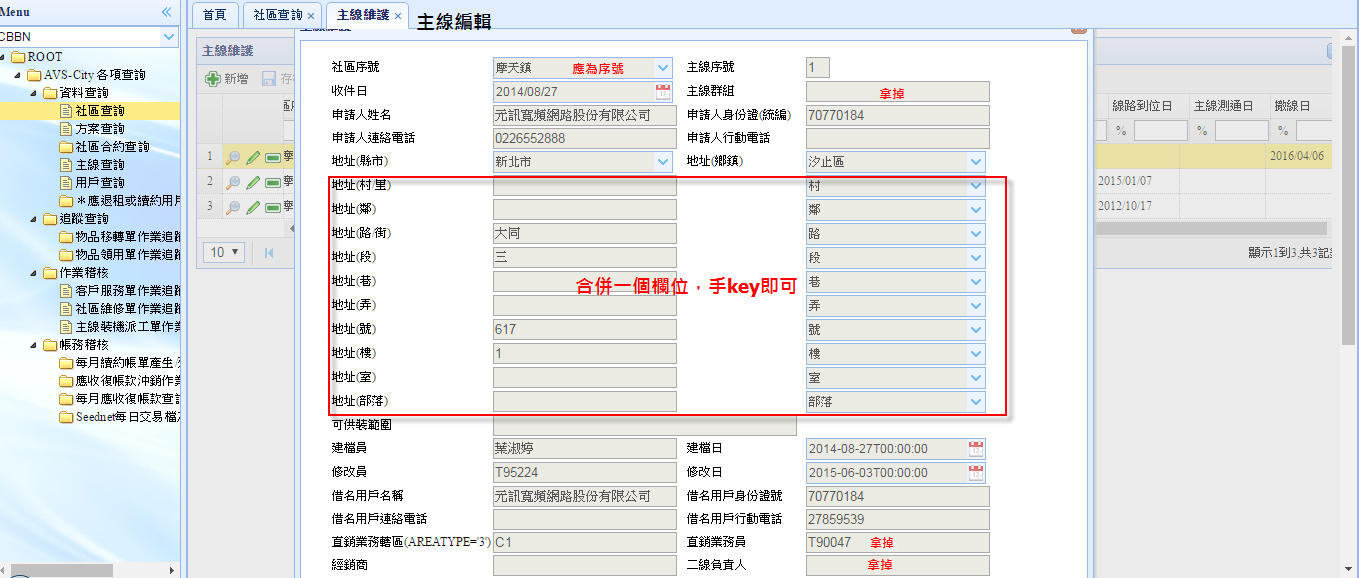 Menu
CBBN
ROOT
AVS-City 各項查詢
資料查詢
社區查詢
方案查詢
社區合約查詢
主線查詢
用戶查詢
＊應退租或續約用戶
追蹤查詢
物品移轉單作業追蹤
物品領用單作業追蹤
作業稽核
客戶服務單作業追蹤
社區維修單作業追蹤
主線裝機派工單作業
帳務稽核
每月續約帳單產生
應收復帳款沖銷作業
每月應收復帳款查詢
Seednet每日交易檔
首頁 社區查詢 × 主線維護 × 主線編輯
主線維護
主線維護
新增
1
2
3
10
社區序號 摩天鎮 應為序號 主線序號 1
收件日 2014/08/27 主線群組 拿掉
申請人姓名 元訊寬頻網路股份有限公司 申請人身份證(統編) 70770184
申請人連絡電話 0226552888 申請人行動電話
地址(縣市) 新北市 地址(鄉鎮) 汐止區
地址(村/里) 村
地址(鄰) 鄰
地址(路/街) 大同 路
地址(段) 三 段
地址(巷) 巷
合併一個欄位，手key即可
地址(弄) 弄
地址(號) 617 號
地址(樓) 1 樓
地址(室) 室
地址(部落) 部落
可供裝範圍
建檔員 葉淑婷 建檔日 2014-08-27T00:00:00
修改員 T95224 修改日 2015-06-03T00:00:00
借名用戶名稱 元訊寬頻網路股份有限公司 借名用戶身份證號 70770184
借名用戶連絡電話 借名用戶行動電話 27859539
直銷業務轄區(AREATYPE='3') C1 直銷業務員 T90047 拿掉
經銷商 二線負責人 拿掉
線路到位日 主線測通日 撤線日
% % %
2016/04/06
2015/01/07
2012/10/17
顯示1到3,共3記錄